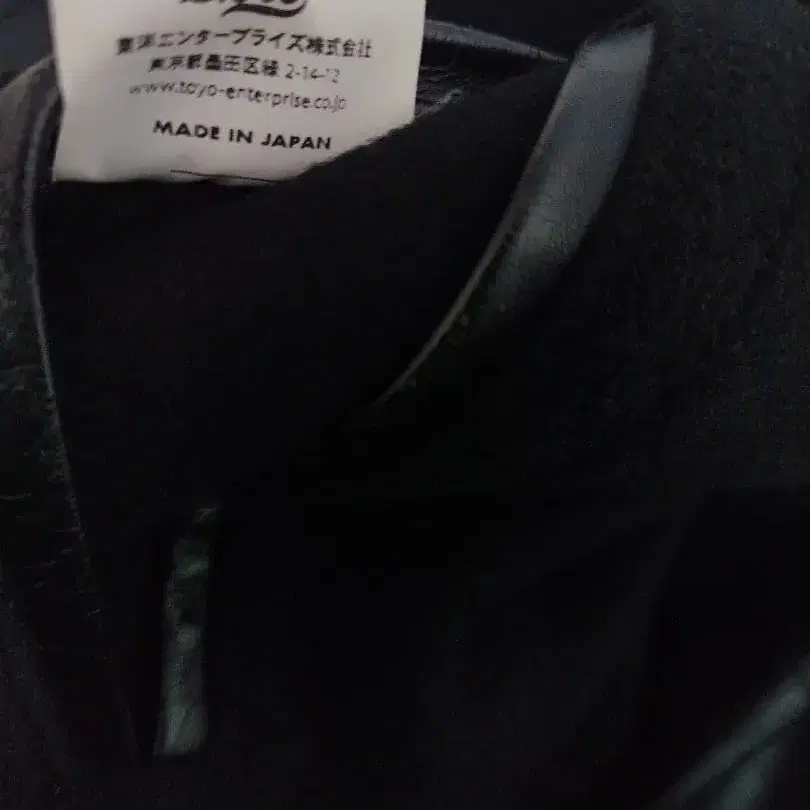 東洋エンタープライズ株式会社
東京都墨田区緑 2-14-12
www.toyo-enterprise.co.jp
MADE IN JAPAN